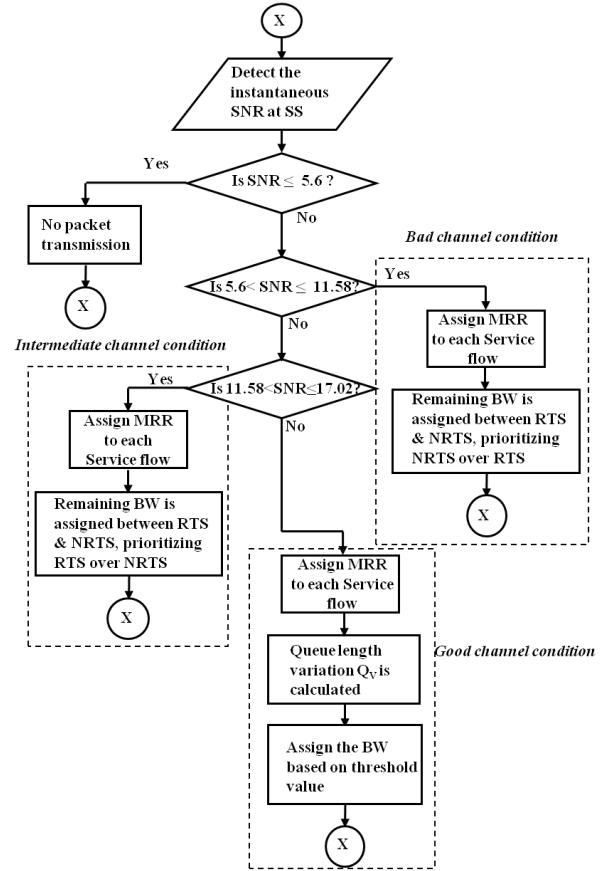 X
Detect the
instantaneous
SNR at SS
Yes
Is SNR ≤ 5.6 ?
No packet
transmission
No
Bad channel condition
X
Is 5.6< SNR ≤ 11.58?
Yes
Assign MRR
to each Service
flow
No
Intermediate channel condition
Yes
Is 11.58<SNR≤17.02?
Remaining BW is
assigned between RTS
& NRTS, prioritizing
NRTS over RTS
Assign MRR
to each
Service flow
No
X
Remaining BW is
assigned between RTS
& NRTS, prioritizing
RTS over NRTS
X
Assign MRR
to each Service
flow
Queue length
variation QV is
calculated
Good channel condition
Assign the BW
based on threshold
value
X